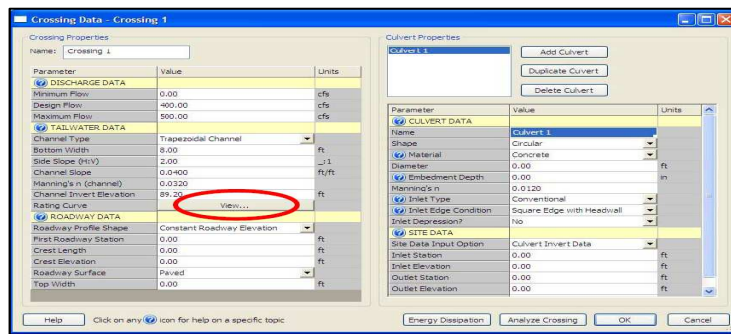 Crossing Data - Crossing 1
Crossing Properties
Name: Crossing 1
Parameter Value Units
DISCHARGE DATA
Minimum Flow 0.00 cfs
Design Flow 400.00 cfs
Maximum Flow 500.00 cfs
TAILWATER DATA
Channel Type Trapezoidal Channel
Bottom Width 8.00 ft
Side Slope (H:V) 2.00 _:1
Channel Slope 0.0400 ft/ft
Manning's n (channel) 0.0320
Channel Invert Elevation 89.20 ft
Rating Curve View...
ROADWAY DATA
Roadway Profile Shape Constant Roadway Elevation
First Roadway Station 0.00 ft
Crest Length 0.00 ft
Crest Elevation 0.00 ft
Roadway Surface Paved
Top Width 0.00 ft
Culvert Properties
Culvert 1
Add Culvert
Duplicate Culvert
Delete Culvert
Parameter Value Units
CULVERT DATA
Name Culvert 1
Shape Circular
Material Concrete
Diameter 0.00 ft
Embedment Depth 0.00 in
Manning's n 0.0120
Inlet Type Conventional
Inlet Edge Condition Square Edge with Headwall
Inlet Depression? No
SITE DATA
Site Data Input Option Culvert Invert Data
Inlet Station 0.00 ft
Inlet Elevation 0.00 ft
Outlet Station 0.00 ft
Outlet Elevation 0.00 ft
Help Click on any icon for help on a specific topic Energy Dissipation Analyze Crossing OK Cancel